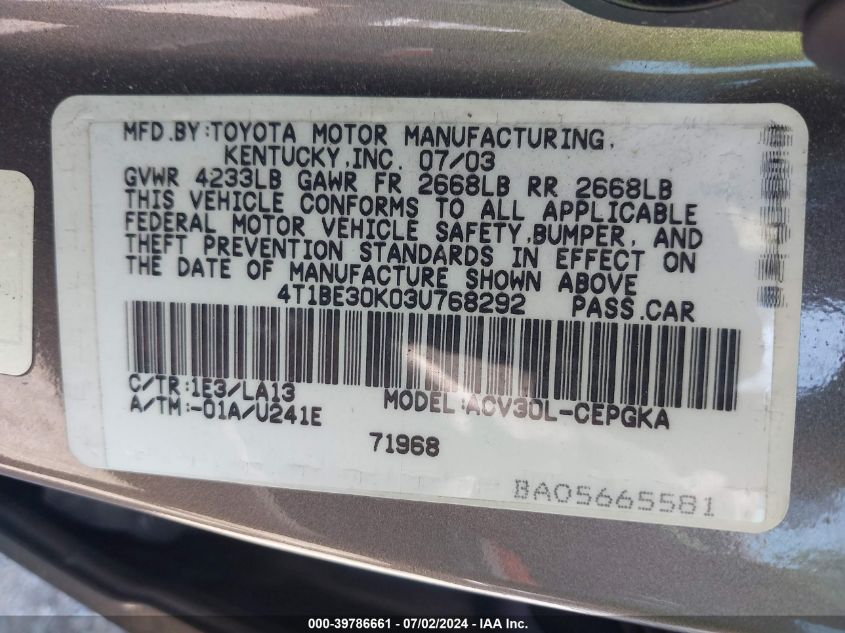 MFD.BY:TOYOTA MOTOR MANUFACTURING,
KENTUCKY,INC. 07/03
GVWR 4233LB GAWR FR 2668LB RR 2668LB
THIS VEHICLE CONFORMS TO ALL APPLICABLE
FEDERAL MOTOR VEHICLE SAFETY,BUMPER, AND
THEFT PREVENTION STANDARDS IN EFFECT ON
THE DATE OF MANUFACTURE SHOWN ABOVE
4T1BE30K03U768292 PASS.CAR
C/TR:1E3/LA13
A/TM:-01A/U241E
MODEL:ACV30L-CEPGKA
71968
BA05665581
000-39786661 - 07/02/2024 - IAA Inc.